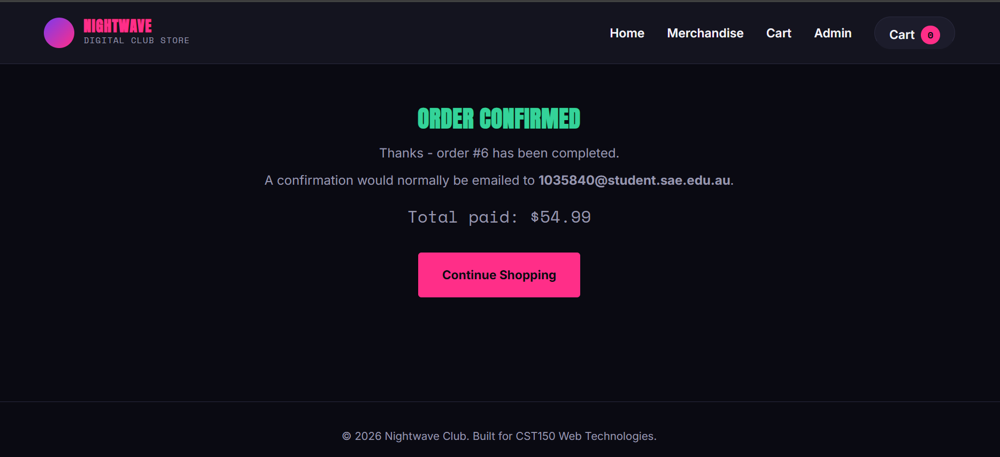 NIGHTWAVE
DIGITAL CLUB STORE
Home Merchandise Cart Admin Cart 0
ORDER CONFIRMED
Thanks - order #6 has been completed.
A confirmation would normally be emailed to 1035840@student.sae.edu.au.
Total paid: $54.99
Continue Shopping
© 2026 Nightwave Club. Built for CST150 Web Technologies.